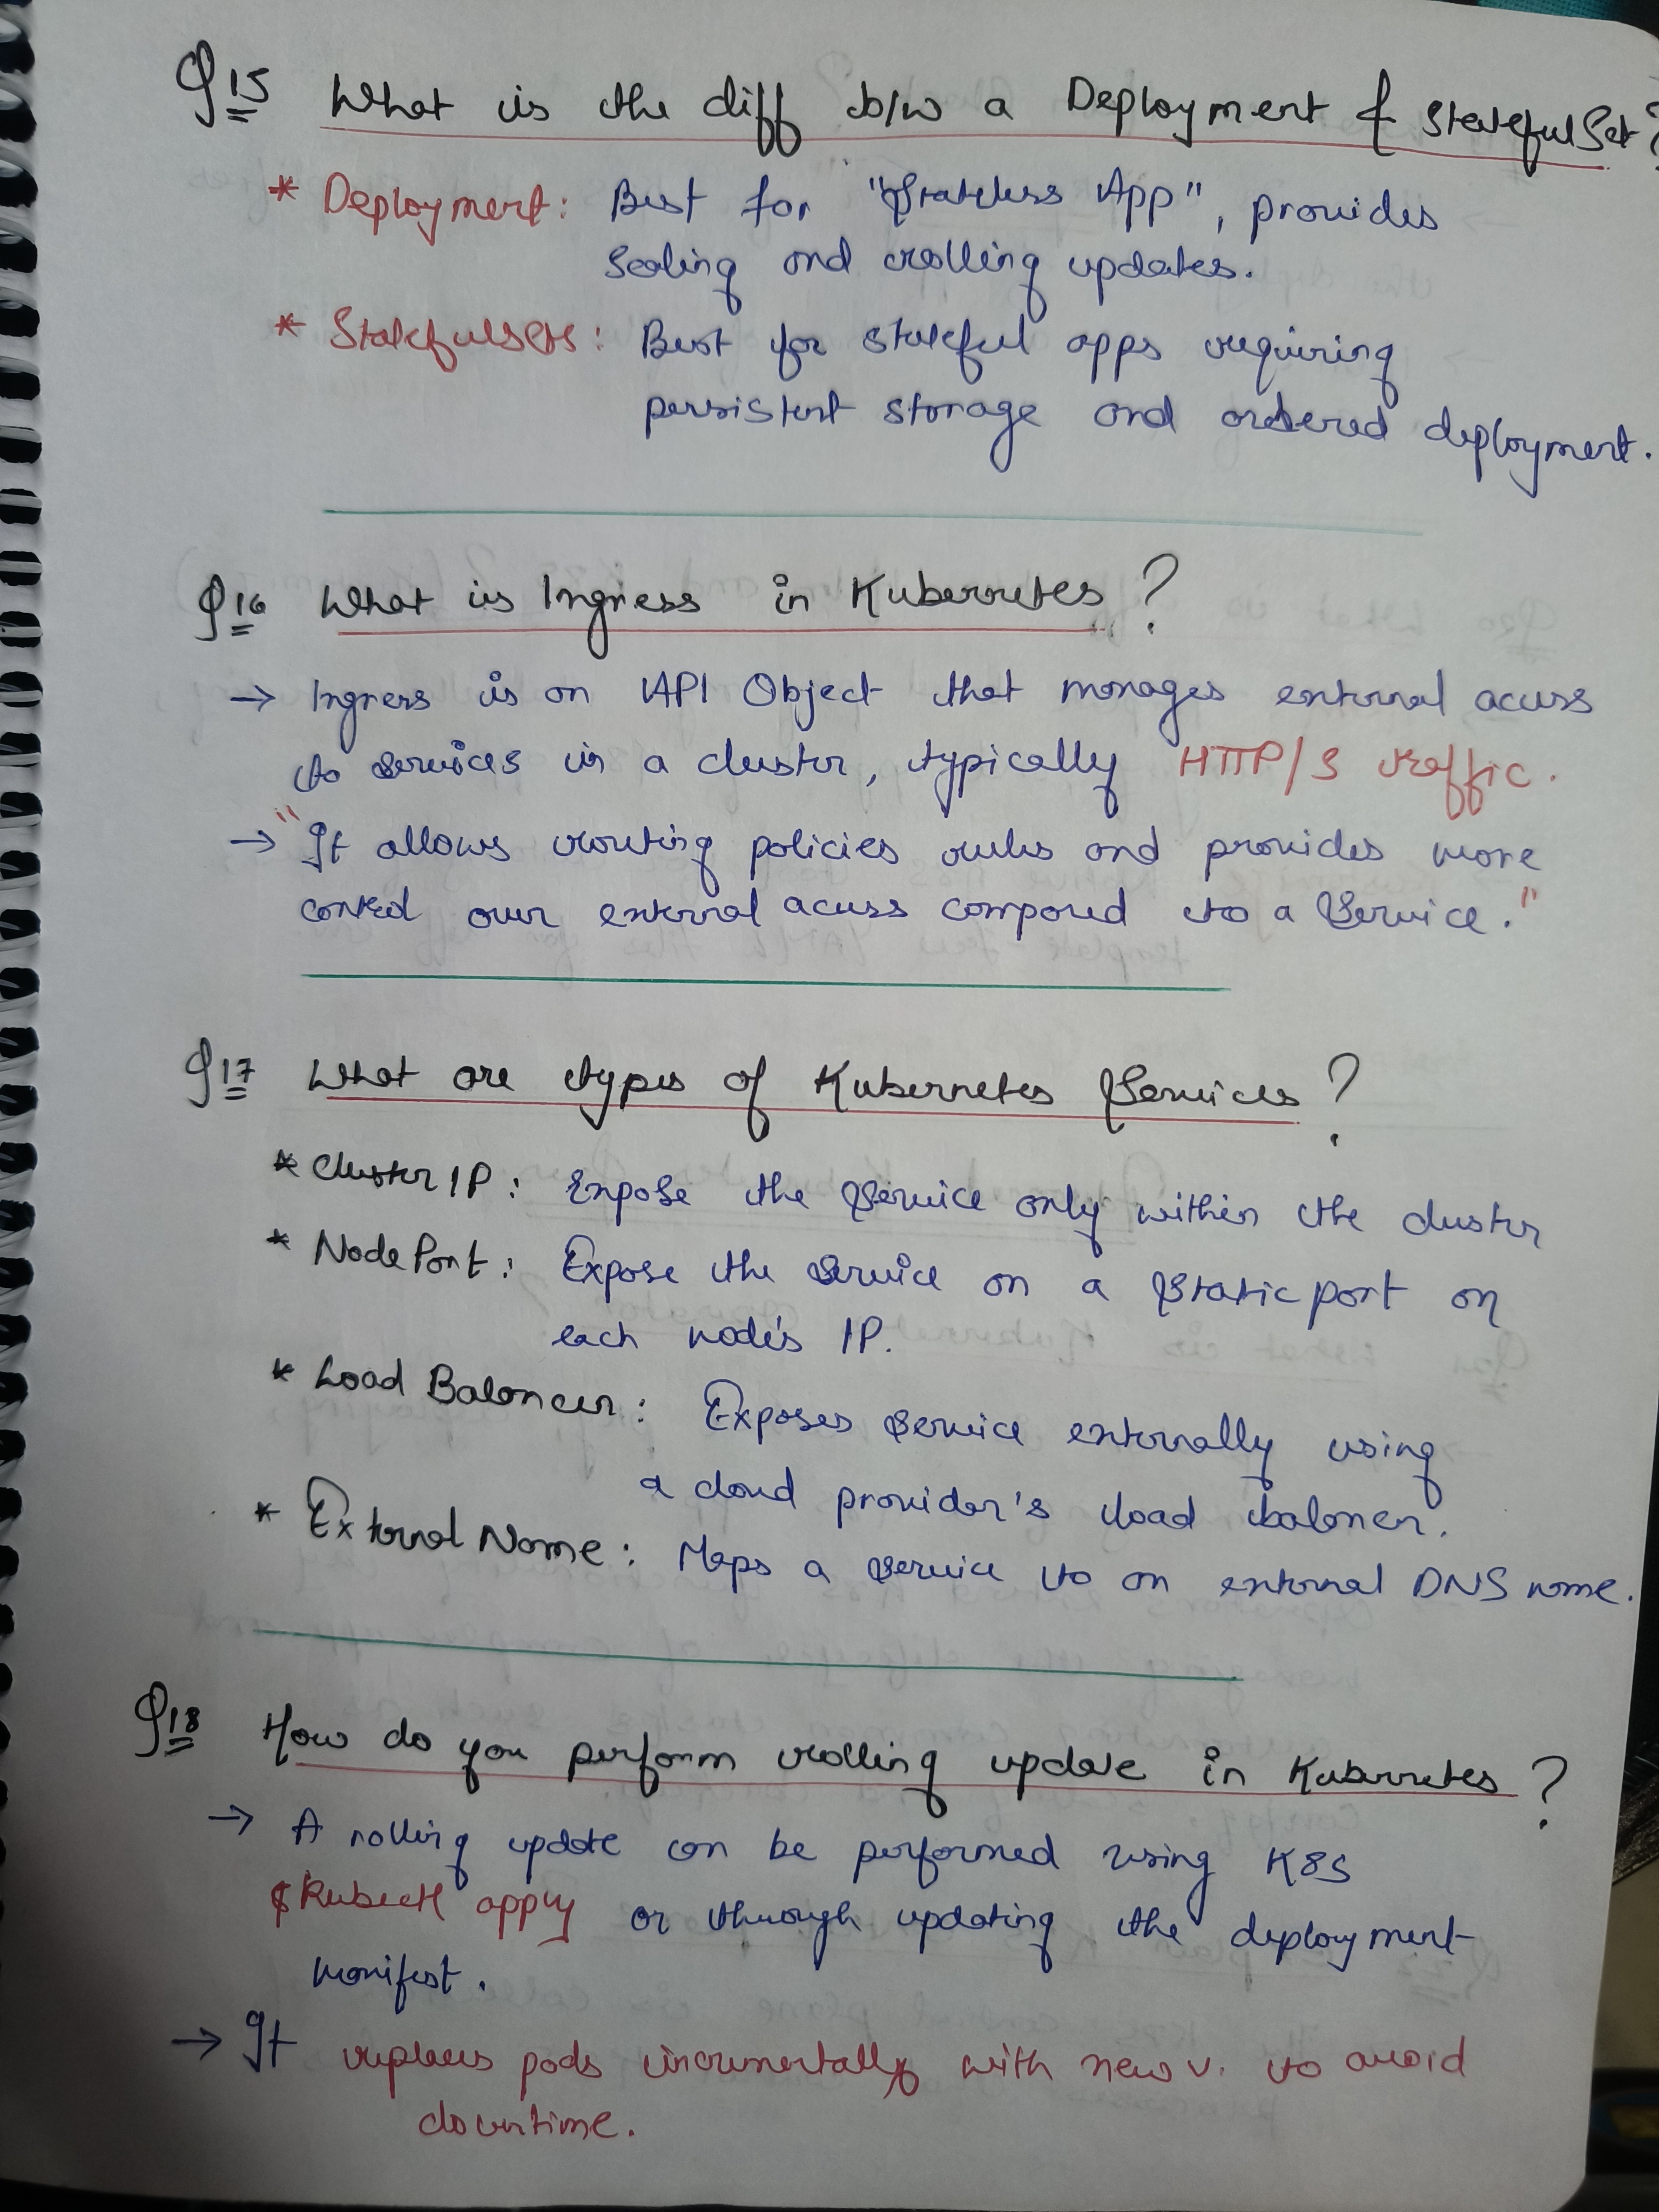 Q15 What is the diff b/w a Deployment & StatefulSet?
* Deployment: Best for "Stateless App", provides
Scaling and rolling updates.
* StatefulSets: Best for stateful apps requiring
persistent storage and ordered deployment.
Q16 What is Ingress in Kubernetes?
→ Ingress is an API Object that manages external access
to services in a cluster, typically HTTP/S traffic.
→ "It allows routing policies rules and provides more
control over external access compared to a Service."
Q17 What are types of Kubernetes Services?
* Cluster IP: Expose the Service only within the cluster
* Node Port: Expose the service on a Static port on
each node's IP.
* Load Balancer: Exposes service externally using
a cloud provider's load balancer.
* External Name: Maps a service to an external DNS name.
Q18 How do you perform rolling update in Kubernetes?
→ A rolling update can be performed using K8S
$ kubectl apply or through updating the deployment
manifest.
→ It replaces pods incrementally with new v. to avoid
downtime.